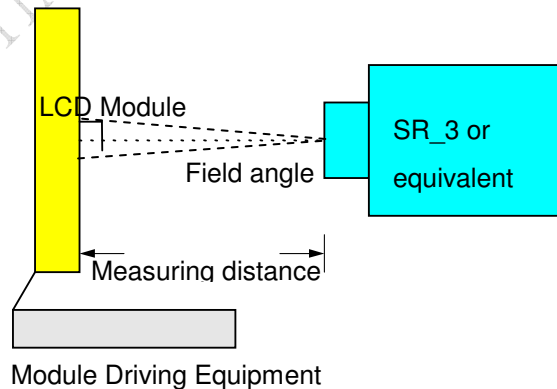 LCD Module
SR_3 or
equivalent
Field angle
Measuring distance
Module Driving Equipment